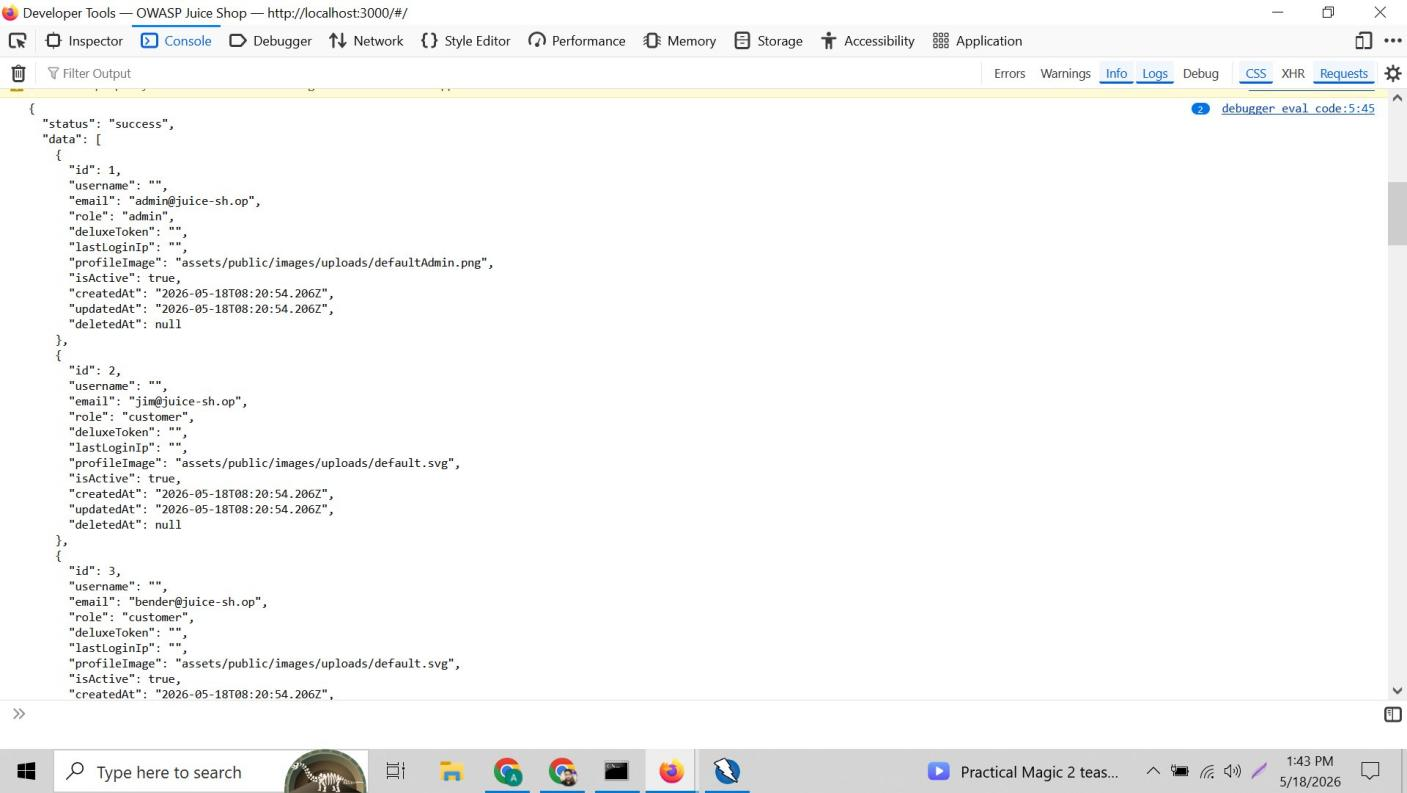 Developer Tools — OWASP Juice Shop — http://localhost:3000/#/
Inspector Console Debugger Network Style Editor Performance Memory Storage Accessibility Application
Filter Output Errors Warnings Info Logs Debug CSS XHR Requests
{ 2 debugger eval code:5:45
"status": "success",
"data": [
{
"id": 1,
"username": "",
"email": "admin@juice-sh.op",
"role": "admin",
"deluxeToken": "",
"lastLoginIp": "",
"profileImage": "assets/public/images/uploads/defaultAdmin.png",
"isActive": true,
"createdAt": "2026-05-18T08:20:54.206Z",
"updatedAt": "2026-05-18T08:20:54.206Z",
"deletedAt": null
},
{
"id": 2,
"username": "",
"email": "jim@juice-sh.op",
"role": "customer",
"deluxeToken": "",
"lastLoginIp": "",
"profileImage": "assets/public/images/uploads/default.svg",
"isActive": true,
"createdAt": "2026-05-18T08:20:54.206Z",
"updatedAt": "2026-05-18T08:20:54.206Z",
"deletedAt": null
},
{
"id": 3,
"username": "",
"email": "bender@juice-sh.op",
"role": "customer",
"deluxeToken": "",
"lastLoginIp": "",
"profileImage": "assets/public/images/uploads/default.svg",
"isActive": true,
"createdAt": "2026-05-18T08:20:54.206Z",
Type here to search
A
Practical Magic 2 teas...
1:43 PM
5/18/2026